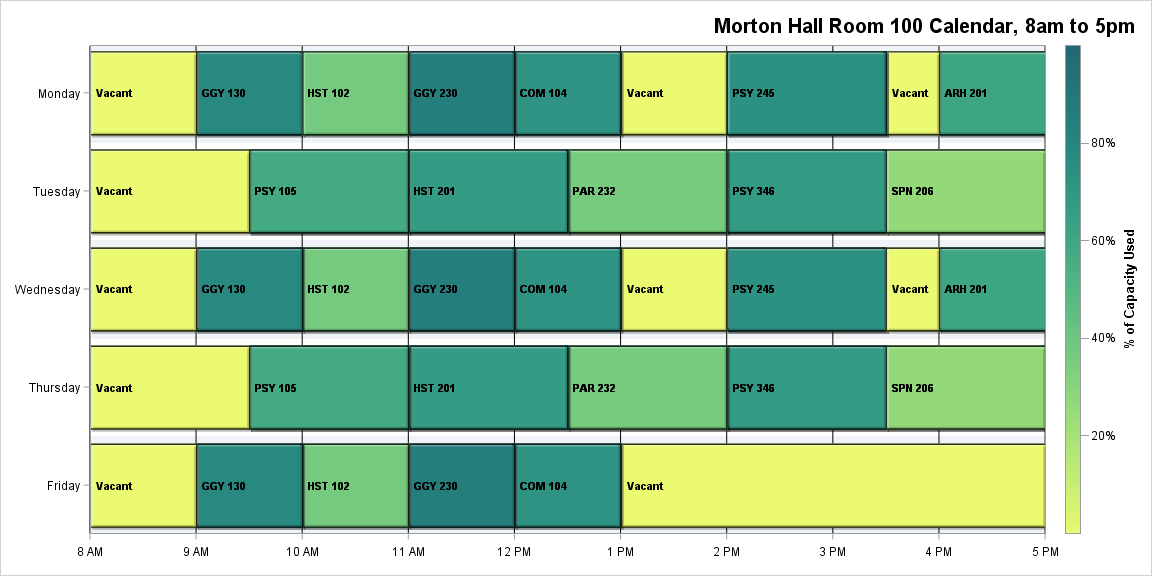 Morton Hall Room 100 Calendar, 8am to 5pm
Monday
Vacant
GGY 130
HST 102
GGY 230
COM 104
Vacant
PSY 245
Vacant
ARH 201
Tuesday
Vacant
PSY 105
HST 201
PAR 232
PSY 346
SPN 206
Wednesday
Vacant
GGY 130
HST 102
GGY 230
COM 104
Vacant
PSY 245
Vacant
ARH 201
Thursday
Vacant
PSY 105
HST 201
PAR 232
PSY 346
SPN 206
Friday
Vacant
GGY 130
HST 102
GGY 230
COM 104
Vacant
8 AM
9 AM
10 AM
11 AM
12 PM
1 PM
2 PM
3 PM
4 PM
5 PM
80%
60%
40%
20%
% of Capacity Used